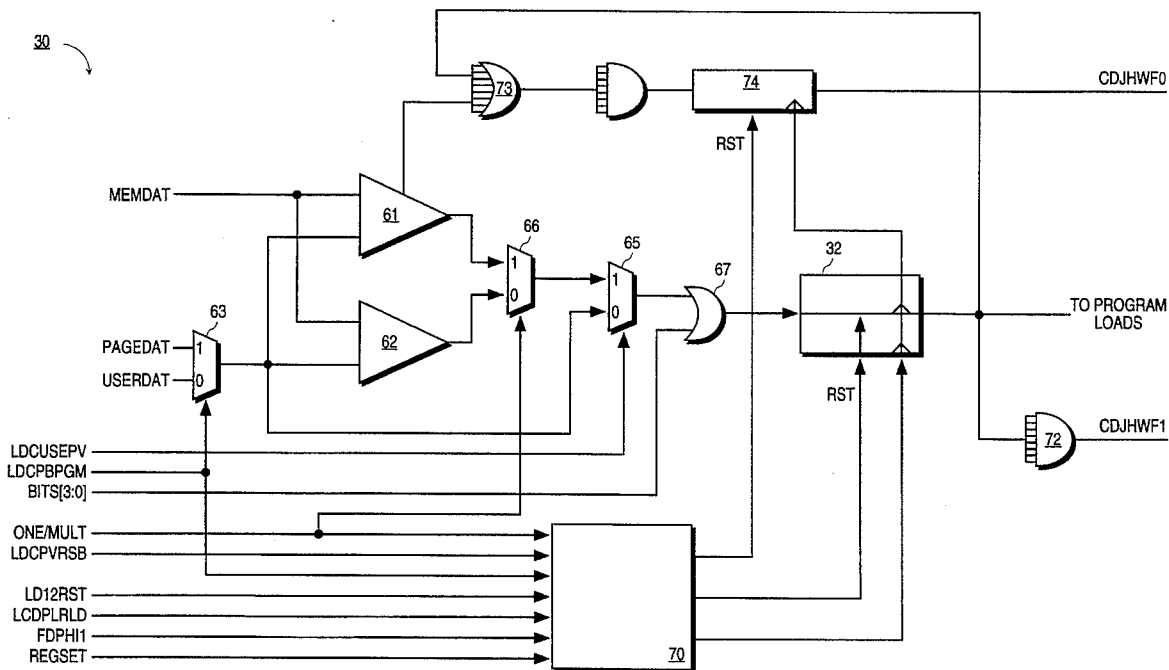 30
73
74
CDJHWF0
RST
MEMDAT
61
66
65
1
0
1
0
67
32
TO PROGRAM
LOADS
63
PAGEDAT
1
USERDAT
0
62
RST
72
CDJHWF1
LDCUSEPV
LDCPBPGM
BITS[3:0]
ONE/MULT
LDCPVRSB
LD12RST
LCDPLRLD
FDPHI1
REGSET
70